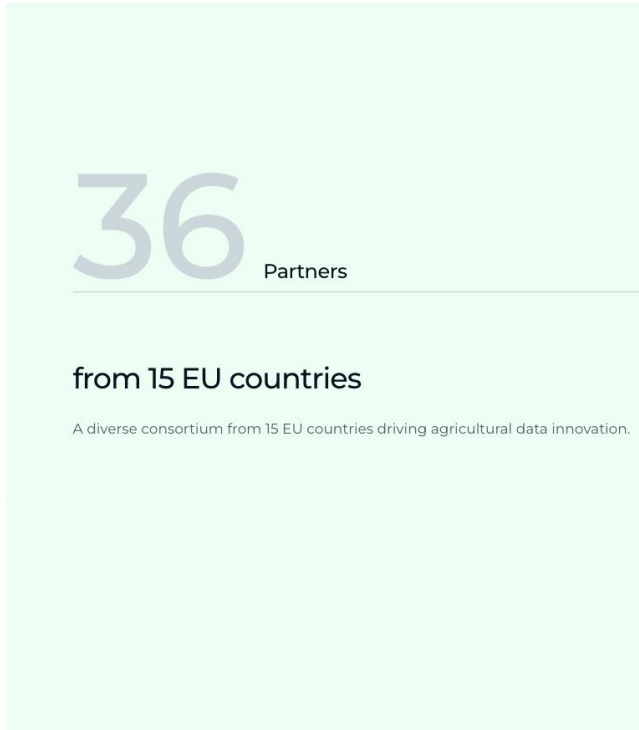 36 Partners
from 15 EU countries
A diverse consortium from 15 EU countries driving agricultural data innovation.